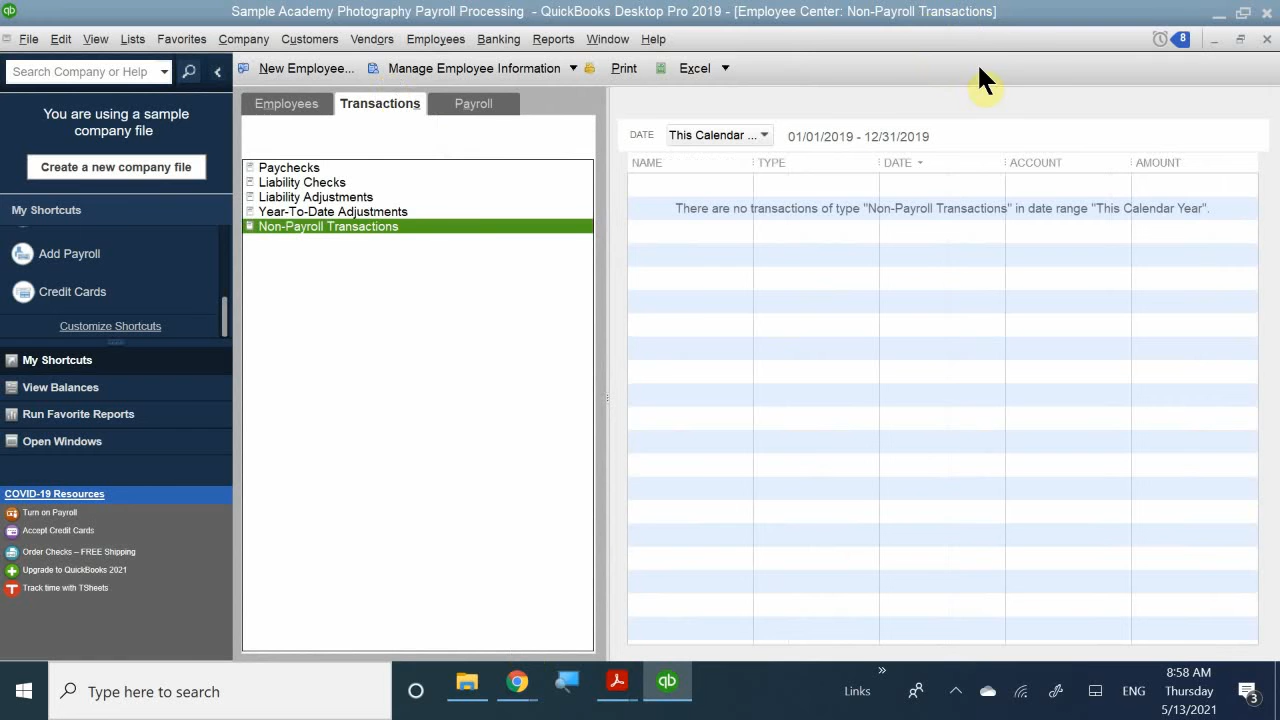 Sample Academy Photography Payroll Processing - QuickBooks Desktop Pro 2019 - [Employee Center: Non-Payroll Transactions]
File Edit View Lists Favorites Company Customers Vendors Employees Banking Reports Window Help
8
Search Company or Help
New Employee... Manage Employee Information Print Excel
You are using a sample
company file
Create a new company file
My Shortcuts
Add Payroll
Credit Cards
Customize Shortcuts
My Shortcuts
View Balances
Run Favorite Reports
Open Windows
COVID-19 Resources
Turn on Payroll
Accept Credit Cards
Order Checks – FREE Shipping
Upgrade to QuickBooks 2021
Track time with TSheets
Employees Transactions Payroll
Paychecks
Liability Checks
Liability Adjustments
Year-To-Date Adjustments
Non-Payroll Transactions
DATE This Calendar ... 01/01/2019 - 12/31/2019
NAME TYPE DATE ACCOUNT AMOUNT
There are no transactions of type "Non-Payroll Transactions" in date range "This Calendar Year".
Type here to search
qb
Links
ENG
8:58 AM
Thursday
5/13/2021
3